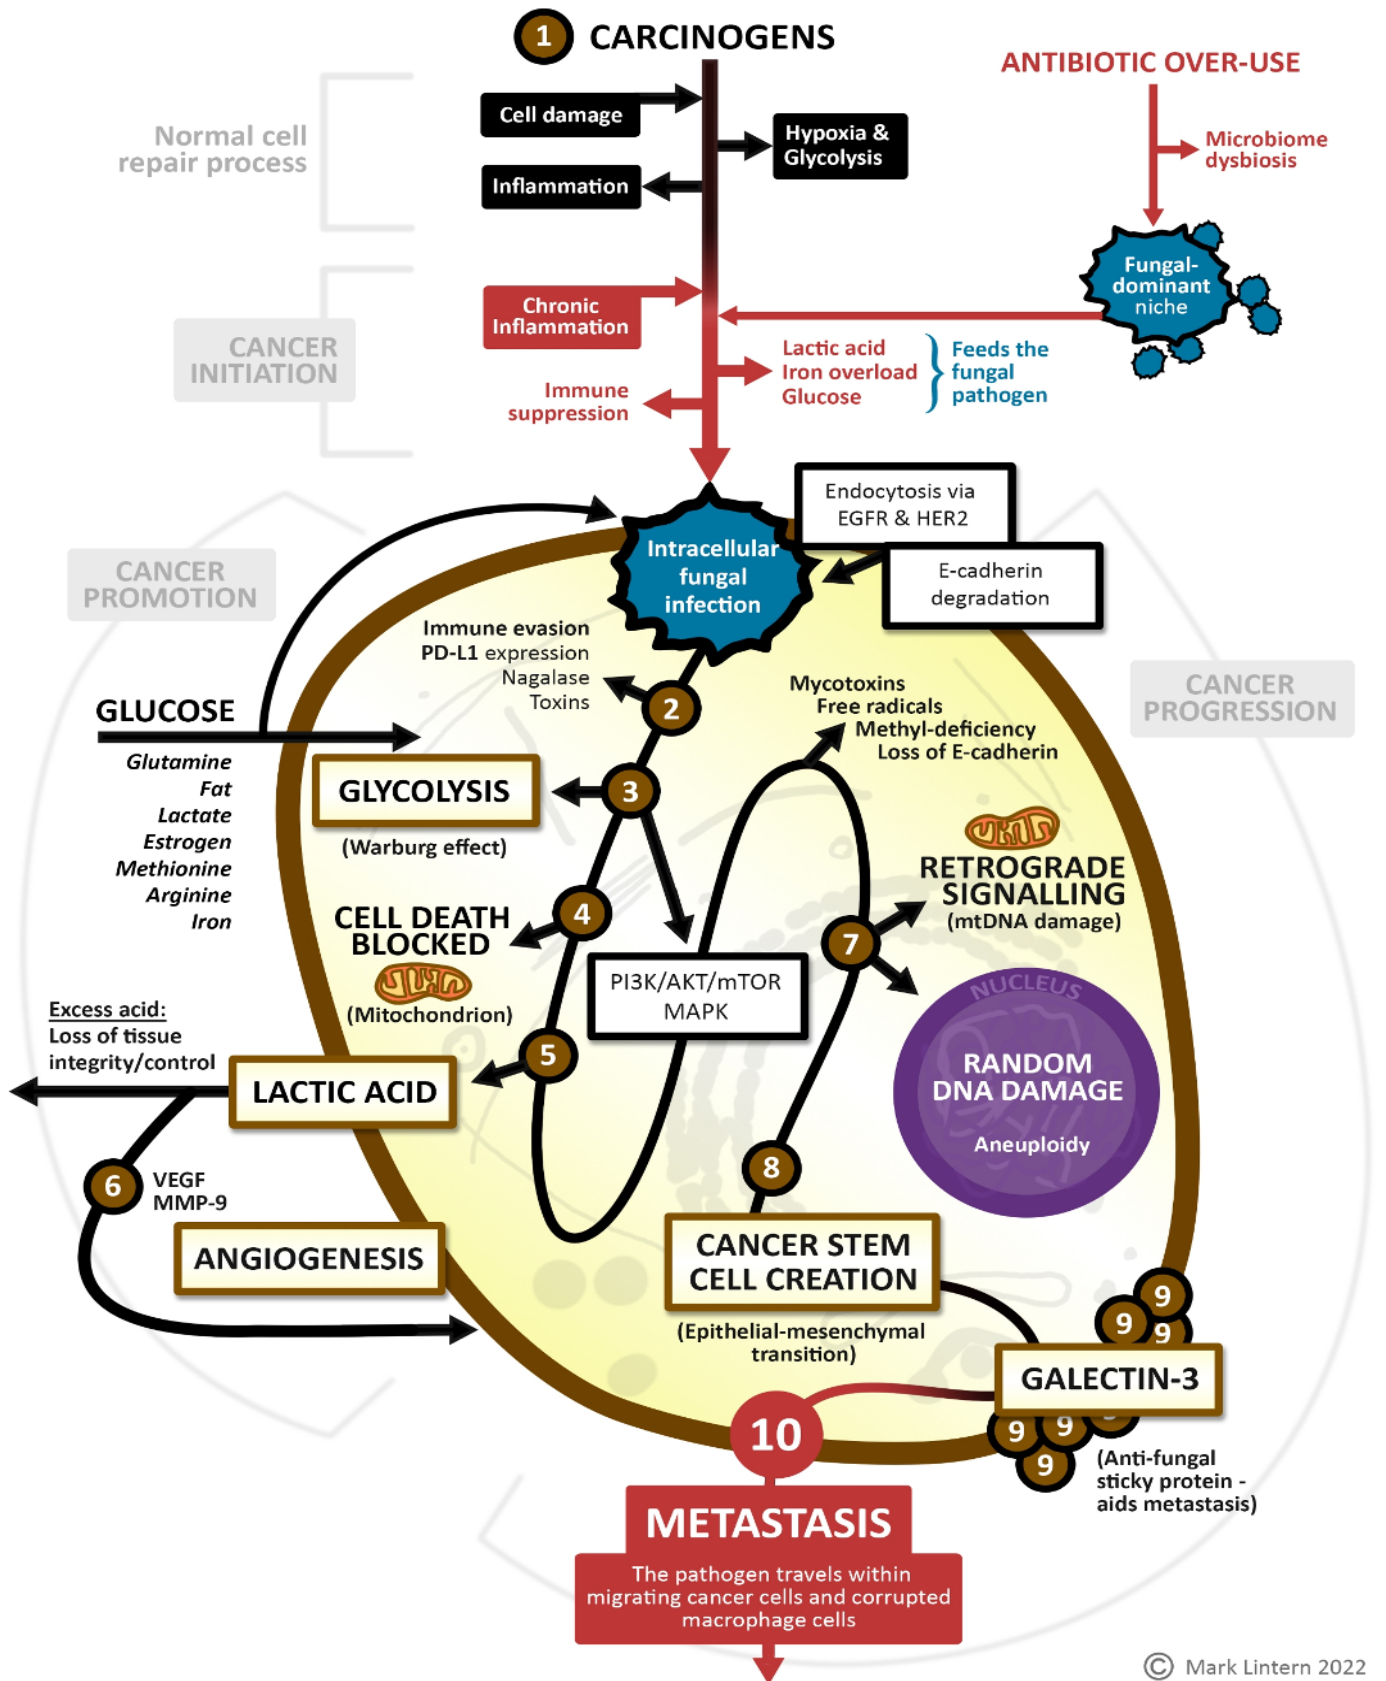 1 CARCINOGENS
ANTIBIOTIC OVER-USE
Normal cell
repair process
Cell damage
Hypoxia &
Glycolysis
Inflammation
Microbiome
dysbiosis
Fungal-
dominant
niche
CANCER
INITIATION
Chronic
Inflammation
Lactic acid
Iron overload
Glucose
Feeds the
fungal
pathogen
Immune
suppression
Endocytosis via
EGFR & HER2
E-cadherin
degradation
Intracellular
fungal
infection
CANCER
PROMOTION
CANCER
PROGRESSION
Immune evasion
PD-L1 expression
Nagalase
Toxins
2
Mycotoxins
Free radicals
Methyl-deficiency
Loss of E-cadherin
GLUCOSE
Glutamine
Fat
Lactate
Estrogen
Methionine
Arginine
Iron
GLYCOLYSIS
(Warburg effect)
3
4
CELL DEATH
BLOCKED
(Mitochondrion)
PI3K/AKT/mTOR
MAPK
RETROGRADE
SIGNALLING
(mtDNA damage)
7
NUCLEUS
RANDOM
DNA DAMAGE
Aneuploidy
Excess acid:
Loss of tissue
integrity/control
5
LACTIC ACID
6
VEGF
MMP-9
ANGIOGENESIS
8
CANCER STEM
CELL CREATION
(Epithelial-mesenchymal
transition)
9
9
9
GALECTIN-3
9
9
9
9
(Anti-fungal
sticky protein -
aids metastasis)
10
METASTASIS
The pathogen travels within
migrating cancer cells and corrupted
macrophage cells
© Mark Lintern 2022